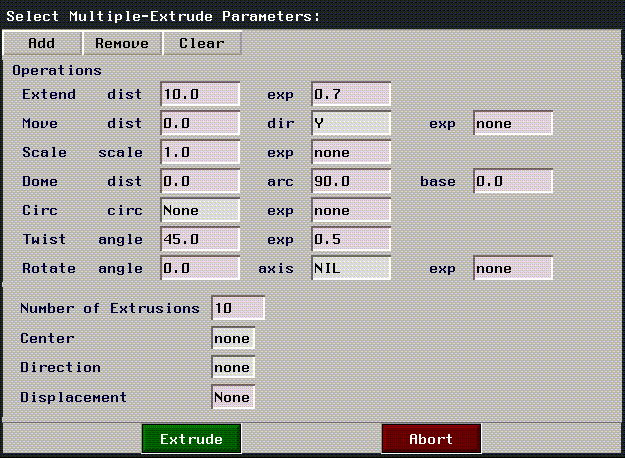 Select Multiple-Extrude Parameters:
Add Remove Clear
Operations
Extend dist 10.0 exp 0.7
Move dist 0.0 dir Y exp none
Scale scale 1.0 exp none
Dome dist 0.0 arc 90.0 base 0.0
Circ circ None exp none
Twist angle 45.0 exp 0.5
Rotate angle 0.0 axis NIL exp none
Number of Extrusions 10
Center none
Direction none
Displacement None
Extrude Abort